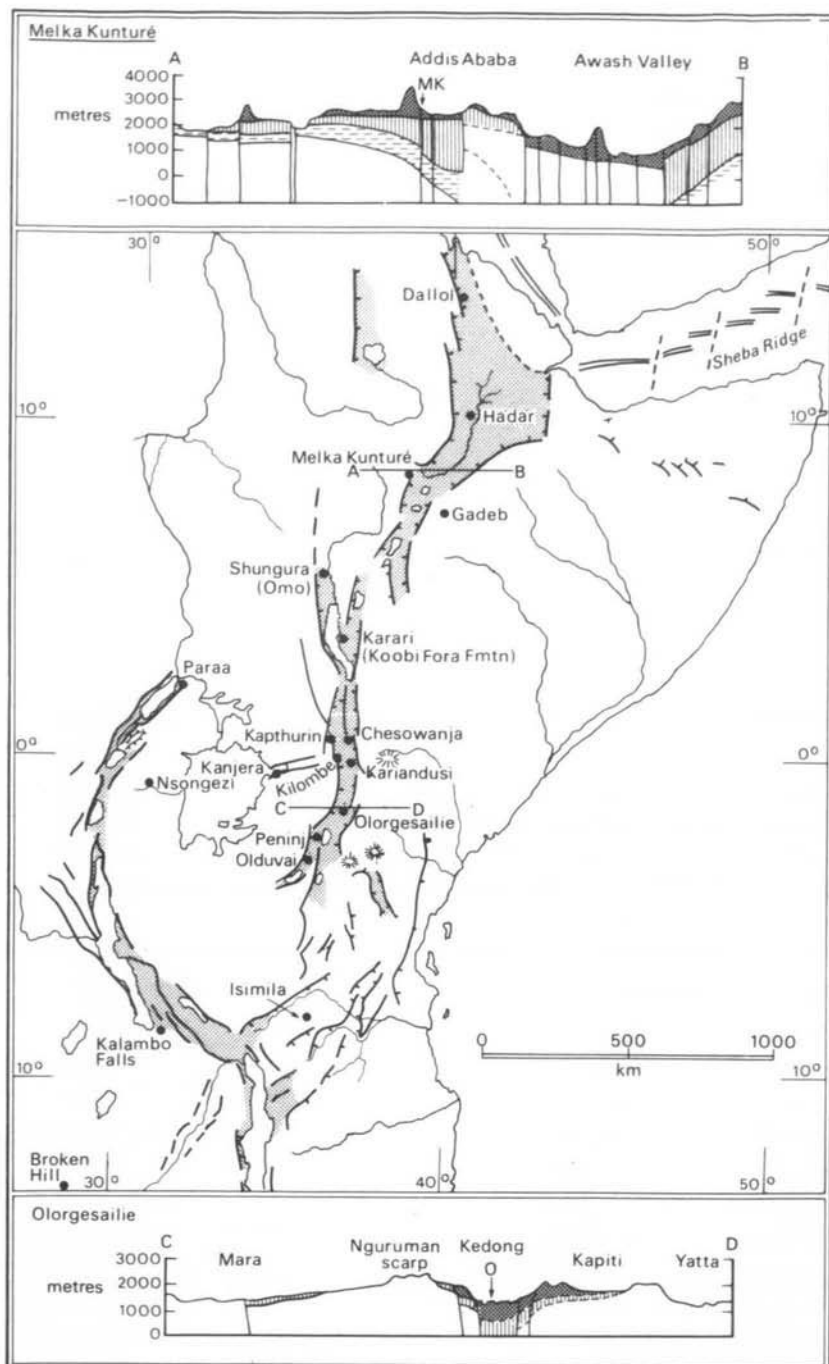 Melka Kunturé
A Addis Ababa Awash Valley B
MK
4000
3000
metres 2000
1000
0
-1000
30° 50°
Dalloi
Sheba Ridge
10° Hadar 10°
Melka Kunturé
A B
Gadeb
Shungura
(Omo)
Karari
(Koobi Fora Fmtn)
Paraa
Kapthurin Chesowanja
0° 0°
Kanjera
Kilombe Kariandusi
Nsongezi
C D
Olorgesailie
Peninj
Olduvai
Isimila
0 500 1000
km
Kalambo
Falls
10° 10°
Broken
Hill
30° 40° 50°
Olorgesailie
C Nguruman Kedong D
Mara scarp O Kapiti Yatta
3000
metres 2000
1000
0